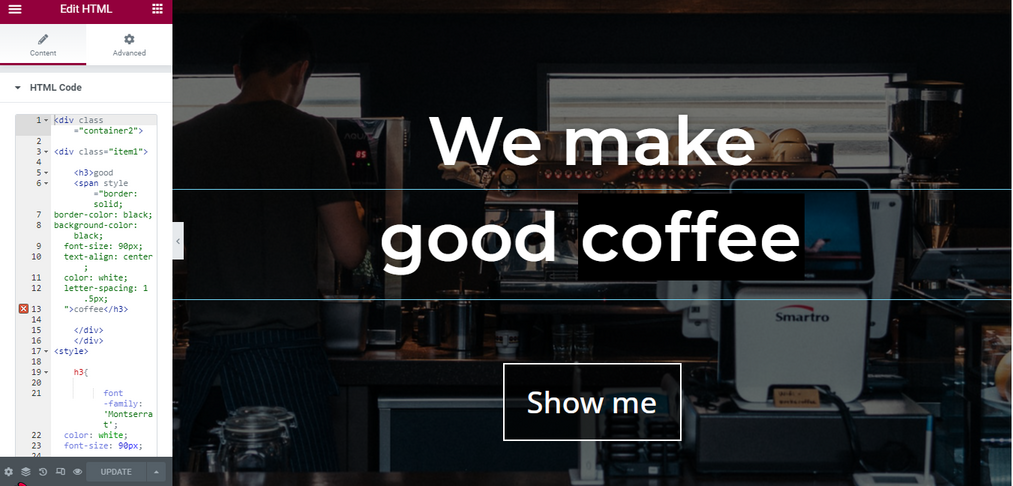 Edit HTML
Content
Advanced
HTML Code
1 <div class
="container2">
2
3 <div class="item1">
4
5 <h3>good
6 <span style
="border:
solid;
7 border-color: black;
8 background-color:
black;
9 font-size: 90px;
10 text-align: center
;
11 color: white;
12 letter-spacing: 1
.5px;
13 ">coffee</h3>
14
15 </div>
16 </div>
17 <style>
18
19 h3{
20
21 font
-family:
'Montserra
t';
22 color: white;
23 font-size: 90px;
24
UPDATE
We make
good coffee
Smartro
Show me